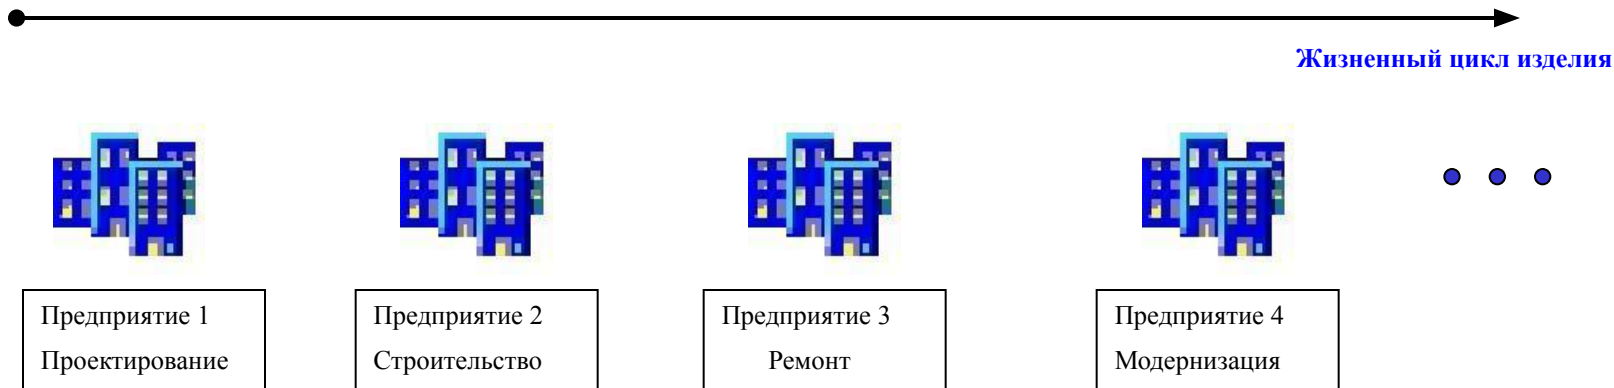 Жизненный цикл изделия
Предприятие 1
Проектирование
Предприятие 2
Строительство
Предприятие 3
Ремонт
Предприятие 4
Модернизация